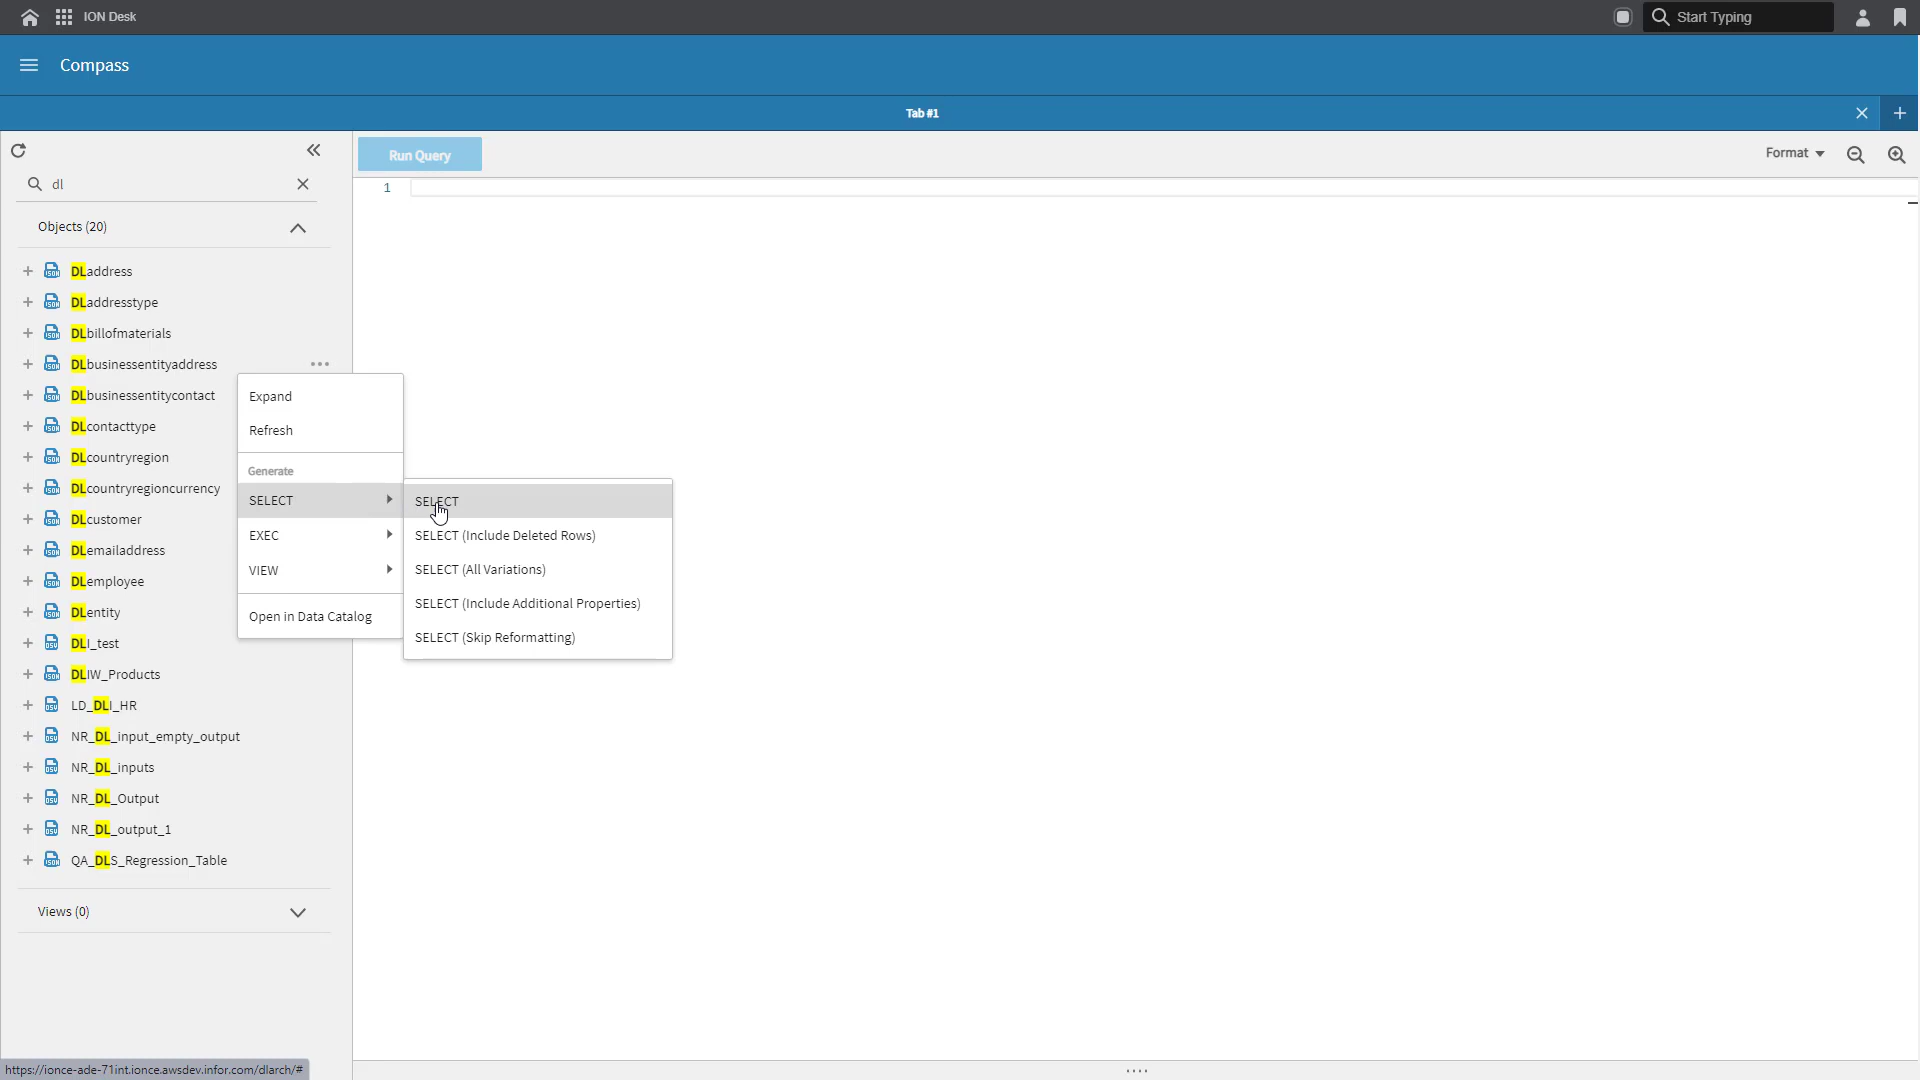 ION Desk
Start Typing
Compass
Tab #1
Run Query
Format
dl
1
Objects (20)
DLaddress
DLaddresstype
DLbillofmaterials
DLbusinessentityaddress
DLbusinessentitycontact
DLcontacttype
DLcountryregion
DLcountryregioncurrency
DLcustomer
DLemailaddress
DLemployee
DLentity
DLI_test
DLIW_Products
LD_DLI_HR
NR_DL_input_empty_output
NR_DL_inputs
NR_DL_Output
NR_DL_output_1
QA_DLS_Regression_Table
Views (0)
Expand
Refresh
Generate
SELECT
EXEC
VIEW
Open in Data Catalog
SELECT
SELECT (Include Deleted Rows)
SELECT (All Variations)
SELECT (Include Additional Properties)
SELECT (Skip Reformatting)
https://ionce-ade-71int.ionce.awsdev.infor.com/dlarch/#